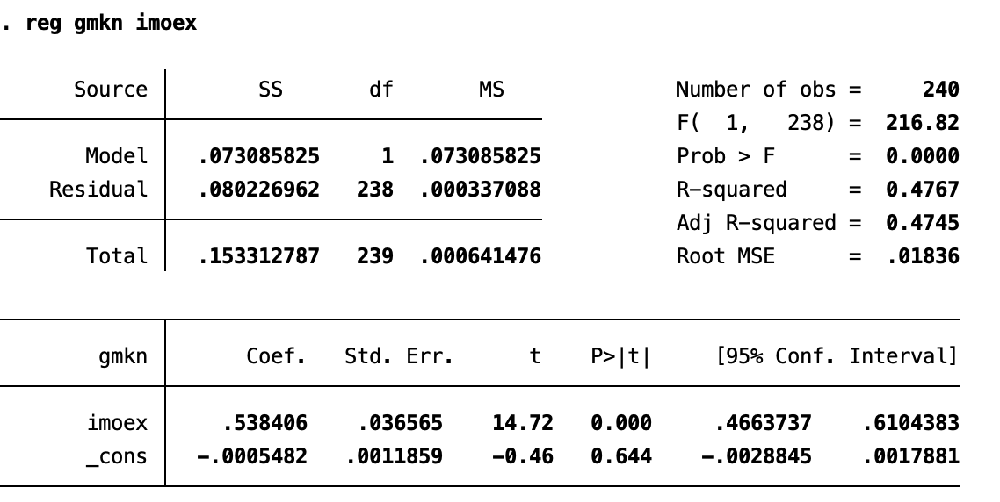 . reg gmkn imoex
Source SS df MS Number of obs = 240
F( 1, 238) = 216.82
Model .073085825 1 .073085825 Prob > F = 0.0000
Residual .080226962 238 .000337088 R-squared = 0.4767
Adj R-squared = 0.4745
Total .153312787 239 .000641476 Root MSE = .01836
gmkn Coef. Std. Err. t P>|t| [95% Conf. Interval]
imoex .538406 .036565 14.72 0.000 .4663737 .6104383
_cons -.0005482 .0011859 -0.46 0.644 -.0028845 .0017881